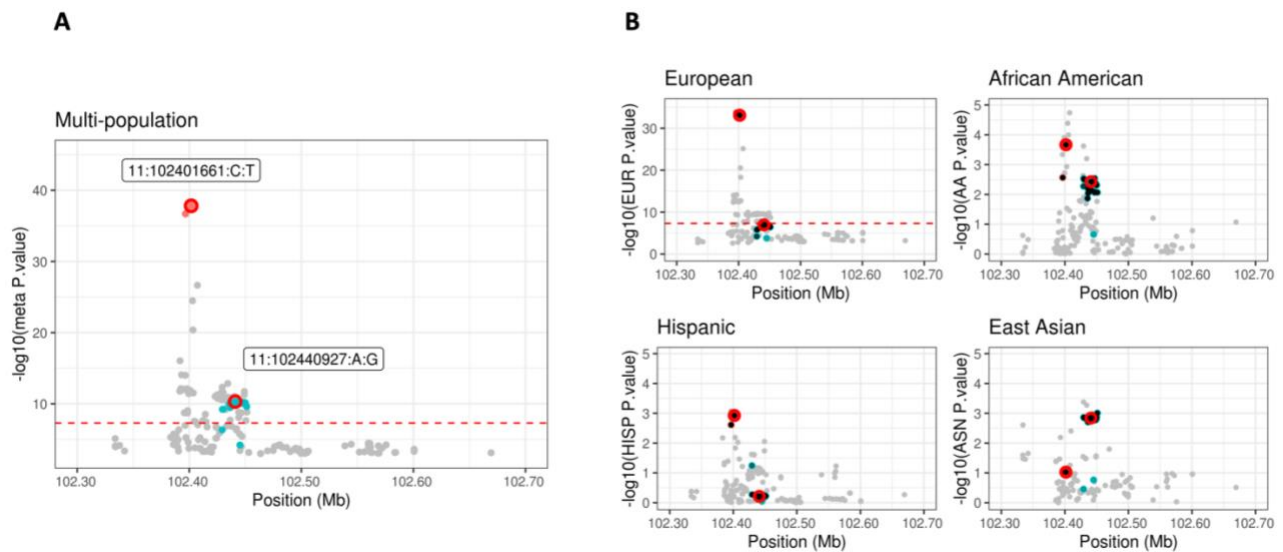 A
B
Multi-population
-log10(meta P.value)
40
30
20
10
11:102401661:C:T
11:102440927:A:G
102.30 102.40 102.50 102.60 102.70
Position (Mb)
European
-log10(EUR P.value)
30
20
10
0
102.30 102.40 102.50 102.60 102.70
Position (Mb)
African American
-log10(AA P.value)
5
4
3
2
1
0
102.30 102.40 102.50 102.60 102.70
Position (Mb)
Hispanic
-log10(HISP P.value)
5
4
3
2
1
0
102.30 102.40 102.50 102.60 102.70
Position (Mb)
East Asian
-log10(ASN P.value)
5
4
3
2
1
0
102.30 102.40 102.50 102.60 102.70
Position (Mb)